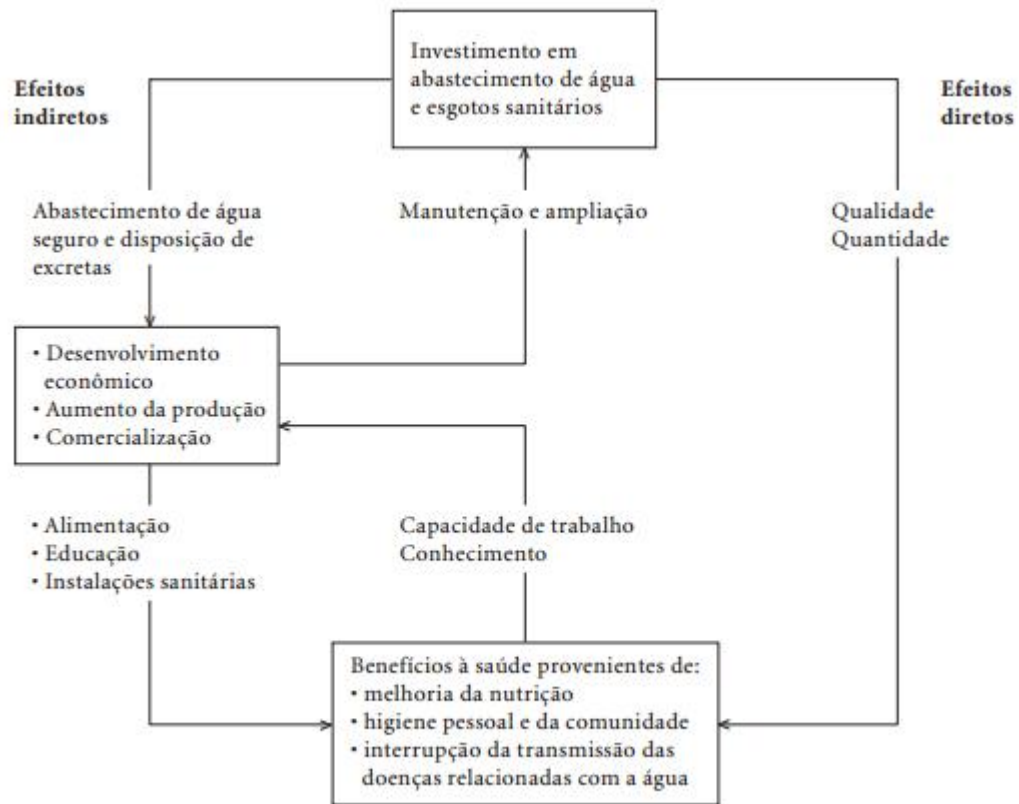 Investimento em
abastecimento de água
e esgotos sanitários
Efeitos
indiretos
Efeitos
diretos
Abastecimento de água
seguro e disposição de
excretas
Manutenção e ampliação
Qualidade
Quantidade
• Desenvolvimento
econômico
• Aumento da produção
• Comercialização
• Alimentação
• Educação
• Instalações sanitárias
Capacidade de trabalho
Conhecimento
Benefícios à saúde provenientes de:
• melhoria da nutrição
• higiene pessoal e da comunidade
• interrupção da transmissão das
doenças relacionadas com a água